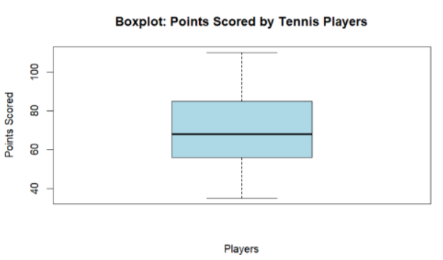 Boxplot: Points Scored by Tennis Players
Points Scored
100
80
60
40
Players